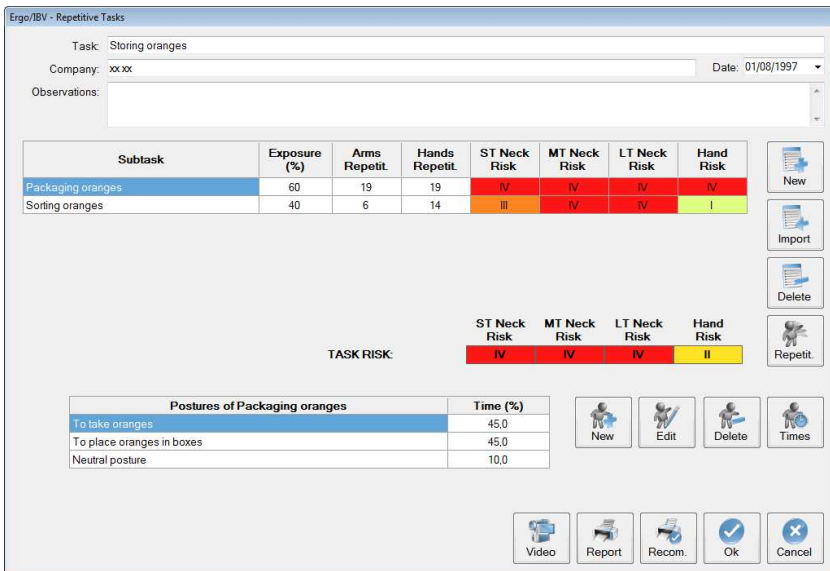 Ergo/IBV - Repetitive Tasks
Task: Storing oranges
Company: xx xx Date: 01/08/1997
Observations:
Subtask Exposure (%) Arms Repetit. Hands Repetit. ST Neck Risk MT Neck Risk LT Neck Risk Hand Risk
Packaging oranges 60 19 19 IV IV IV IV
Sorting oranges 40 6 14 III IV IV I
New
Import
Delete
Repetit.
ST Neck Risk MT Neck Risk LT Neck Risk Hand Risk
TASK RISK: IV IV IV II
Postures of Packaging oranges Time (%)
To take oranges 45,0
To place oranges in boxes 45,0
Neutral posture 10,0
New Edit Delete Times
Video Report Recom. Ok Cancel